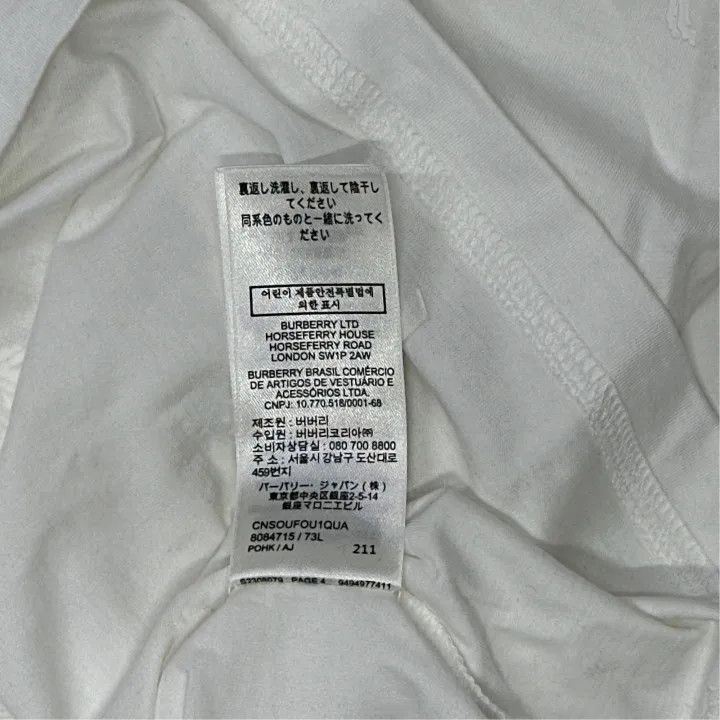 裏返し洗濯し、裏返して陰干し
てください
同系色のものと一緒に洗ってく
ださい
어린이 제품안전특별법에
의한 표시
BURBERRY LTD
HORSEFERRY HOUSE
HORSEFERRY ROAD
LONDON SW1P 2AW
BURBERRY BRASIL COMÉRCIO
DE ARTIGOS DE VESTUÁRIO E
ACESSÓRIOS LTDA.
CNPJ: 10.770.518/0001-68
제조원 : 버버리
수입원 : 버버리코리아㈜
소비자상담실 : 080 700 8800
주 소 : 서울시 강남구 도산대로
459번지
バーバリー・ジャパン(株)
東京都中央区銀座2-5-14
銀座マロニエビル
CNSOUFOU1QUA
8084715 / 73L
POHK / AJ 211
S2308079 PAGE 4 9494977411